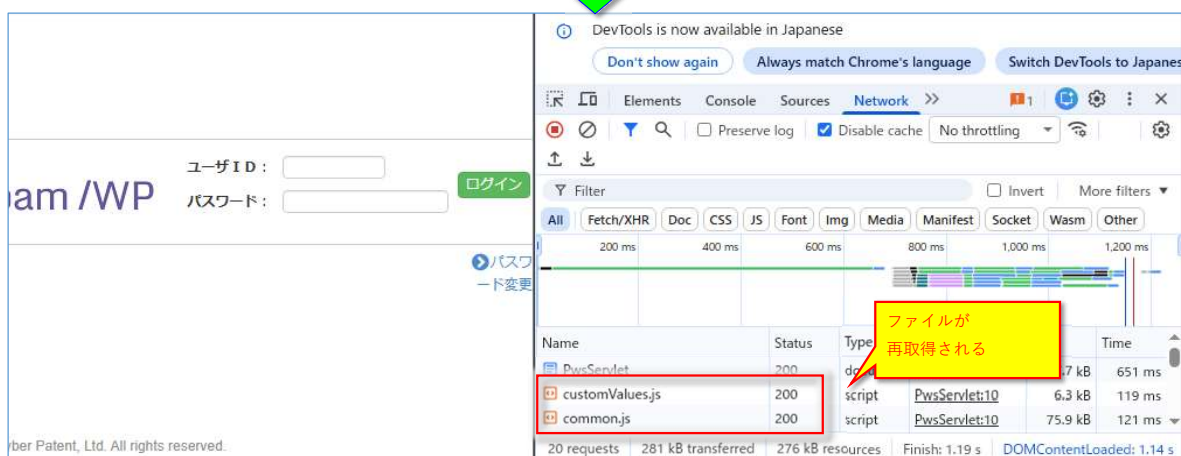 DevTools is now available in Japanese
Don't show again Always match Chrome's language Switch DevTools to Japanes
Elements Console Sources Network 1
Preserve log Disable cache No throttling
Filter Invert More filters
All Fetch/XHR Doc CSS JS Font Img Media Manifest Socket Wasm Other
200 ms 400 ms 600 ms 800 ms 1,000 ms 1,200 ms
am /WP
ユーザＩＤ：
パスワード：
ログイン
パスワ
ード変更
ファイルが
再取得される
Name Status Type Time
PwsServlet 200 .7 kB 651 ms
customValues.js 200 script PwsServlet:10 6.3 kB 119 ms
common.js 200 script PwsServlet:10 75.9 kB 121 ms
20 requests 281 kB transferred 276 kB resources Finish: 1.19 s DOMContentLoaded: 1.14 s
yber Patent, Ltd. All rights reserved.